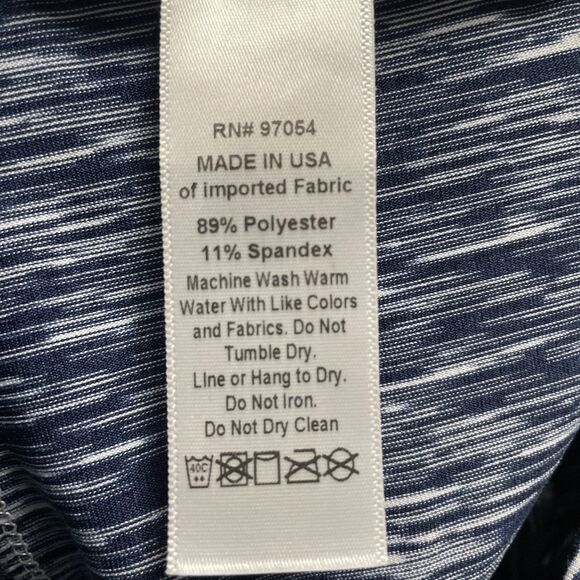 RN# 97054
MADE IN USA
of imported Fabric
89% Polyester
11% Spandex
Machine Wash Warm
Water With Like Colors
and Fabrics. Do Not
Tumble Dry.
Line or Hang to Dry.
Do Not Iron.
Do Not Dry Clean
40C